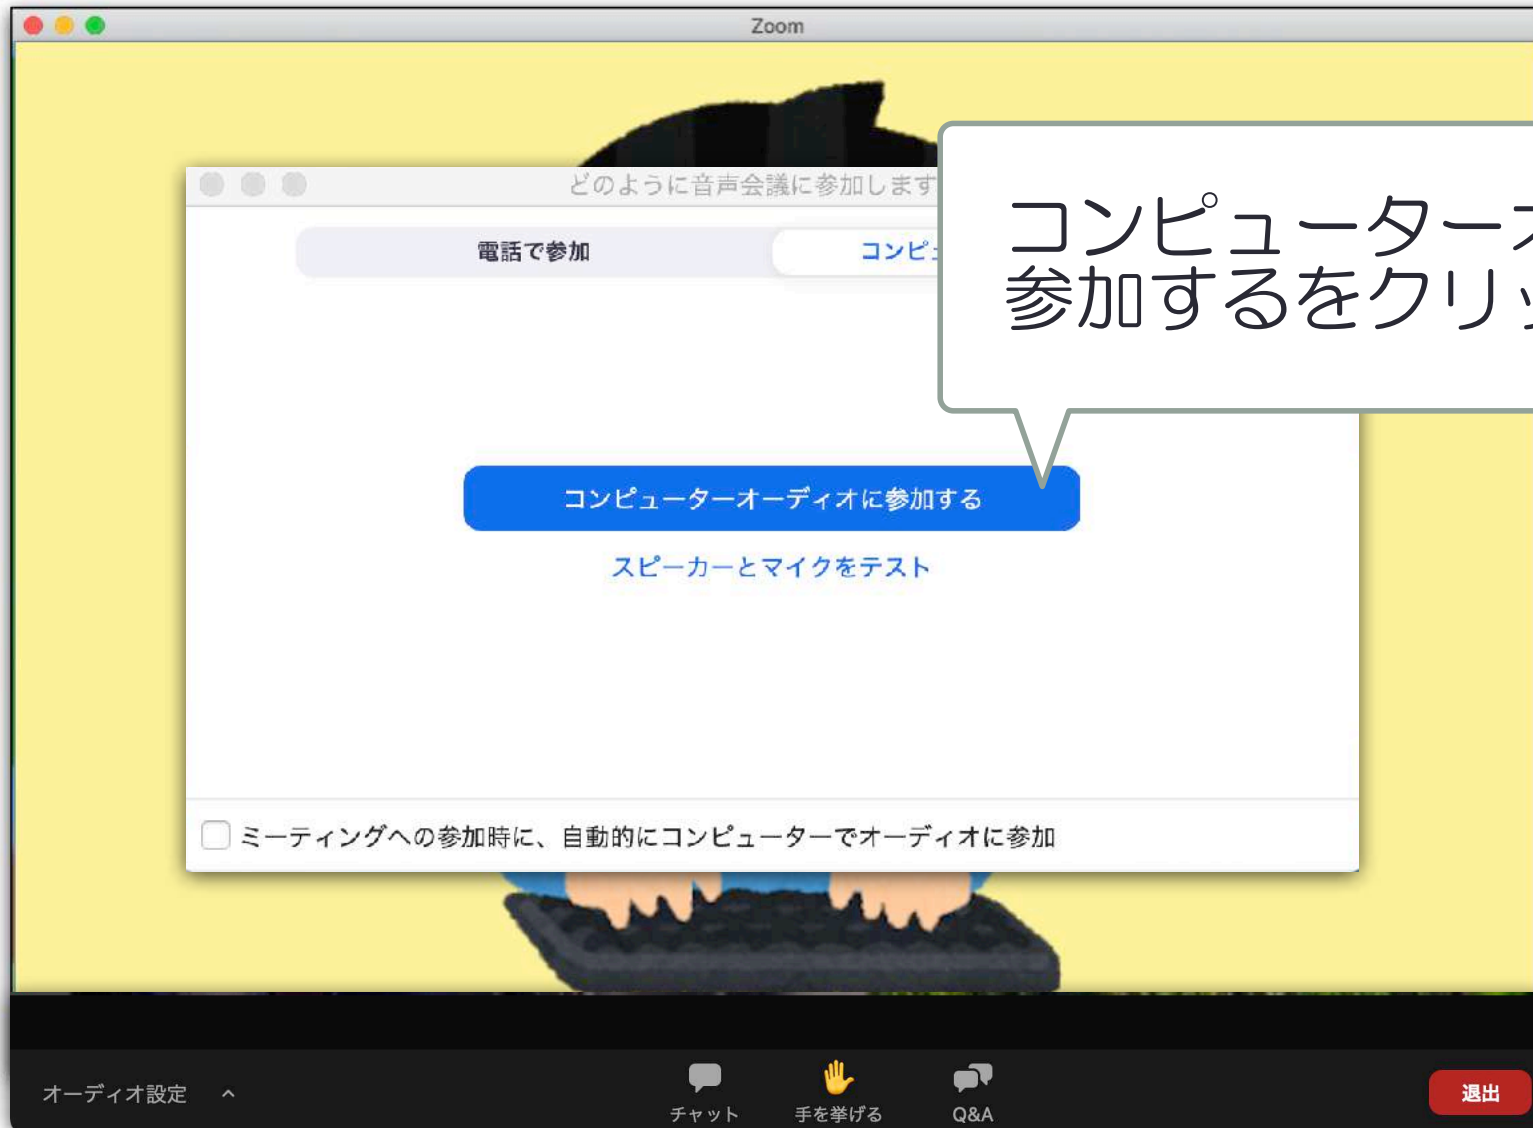 Zoom
どのように音声会議に参加します
電話で参加
コンピュ
コンピューター
参加するをクリッ
コンピューターオーディオに参加する
スピーカーとマイクをテスト
ミーティングへの参加時に、自動的にコンピューターでオーディオに参加
オーディオ設定
チャット
手を挙げる
Q&A
退出